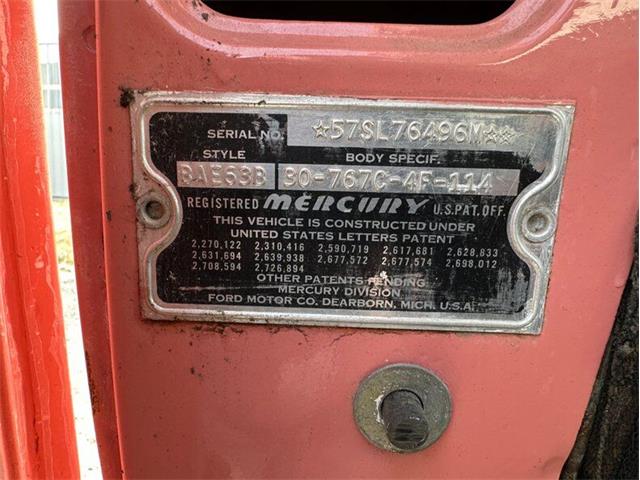 SERIAL NO. ☆57SL76496M☆☆
STYLE BODY SPECIF.
BAE63B 30-767C-4F-114
REGISTERED MERCURY U.S. PAT. OFF.
THIS VEHICLE IS CONSTRUCTED UNDER
UNITED STATES LETTERS PATENT
2,270,122 2,310,416 2,590,719 2,617,681 2,628,833
2,631,694 2,639,938 2,677,572 2,677,574 2,698,012
2,708,594 2,726,894
OTHER PATENTS PENDING
MERCURY DIVISION
FORD MOTOR CO. DEARBORN, MICH. U.S.A.